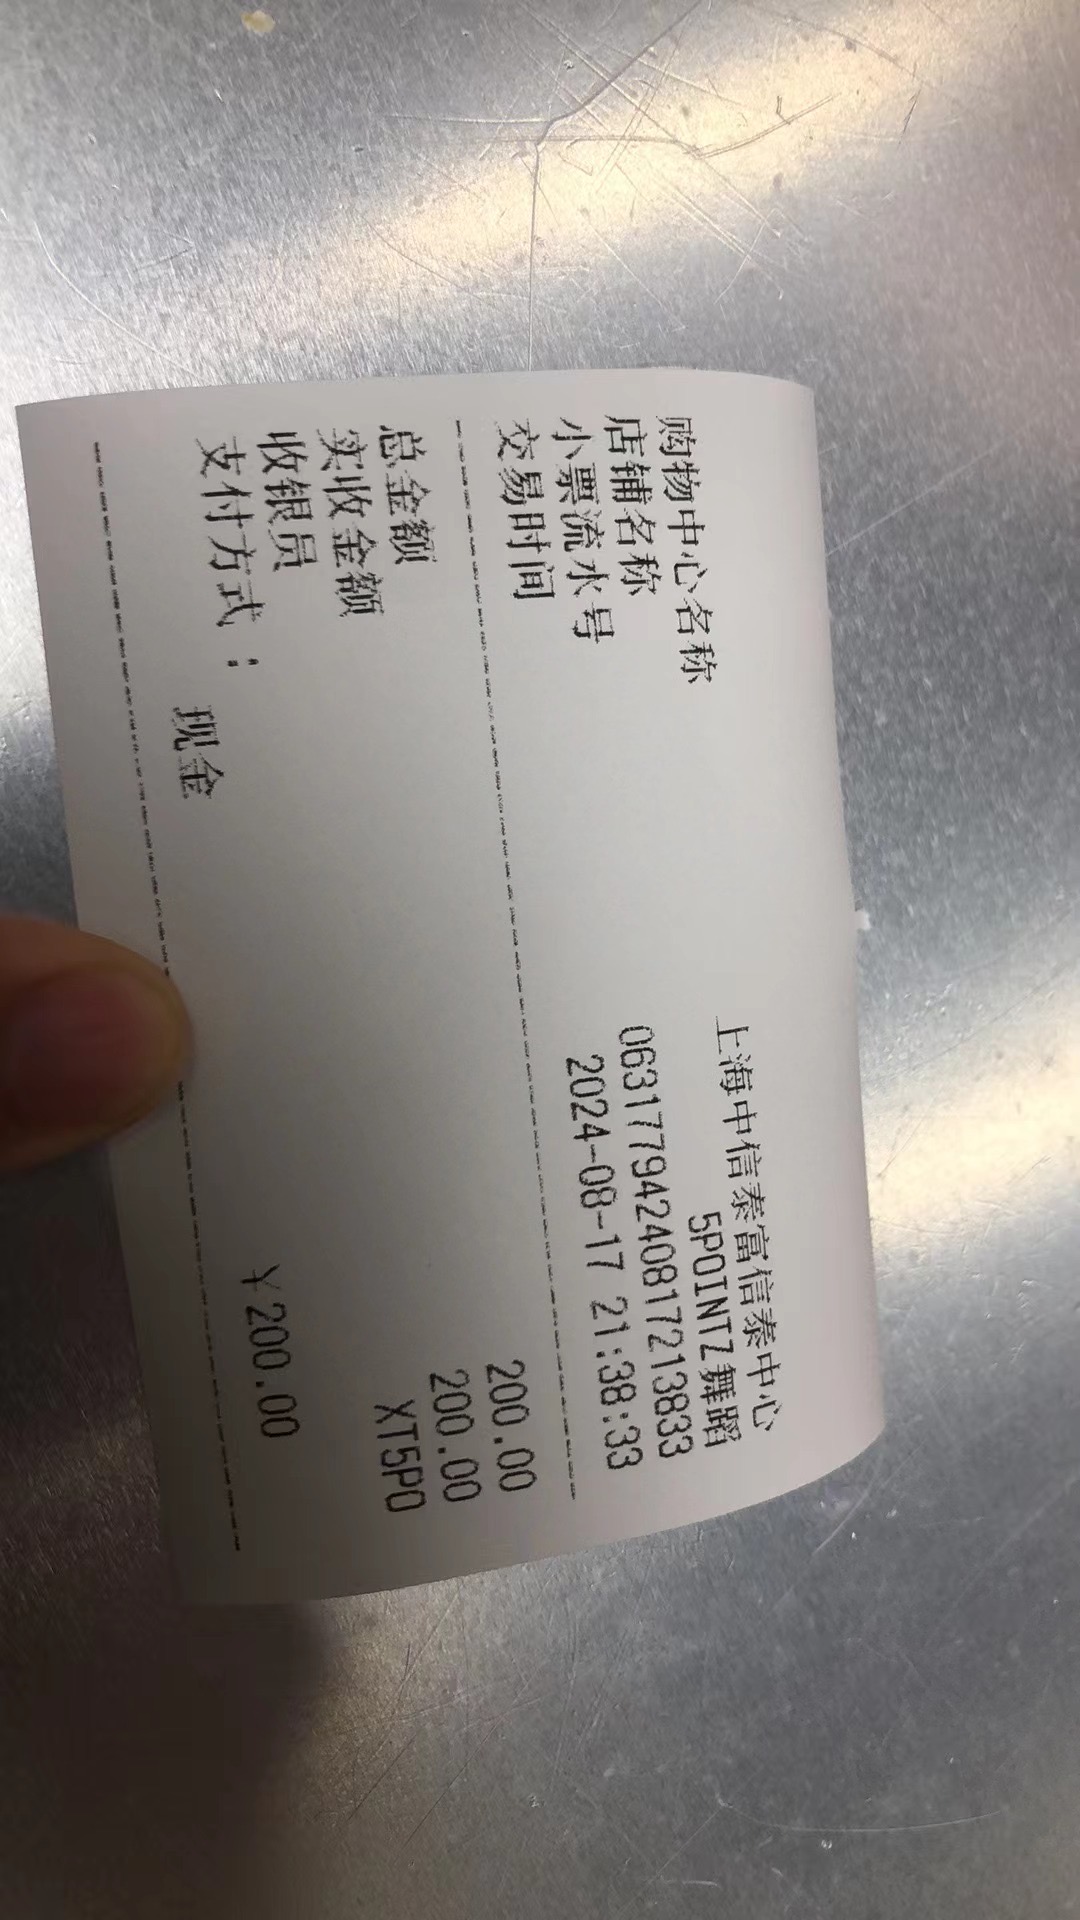 购物中心名称 上海中信泰富信泰中心
店铺名称 5POINTZ舞蹈
小票流水号 0631779424081721​3833
交易时间 2024-08-17 21:38:33
总金额 200.00
实收金额 200.00
收银员 XT5PO
支付方式：
现金 ￥200.00